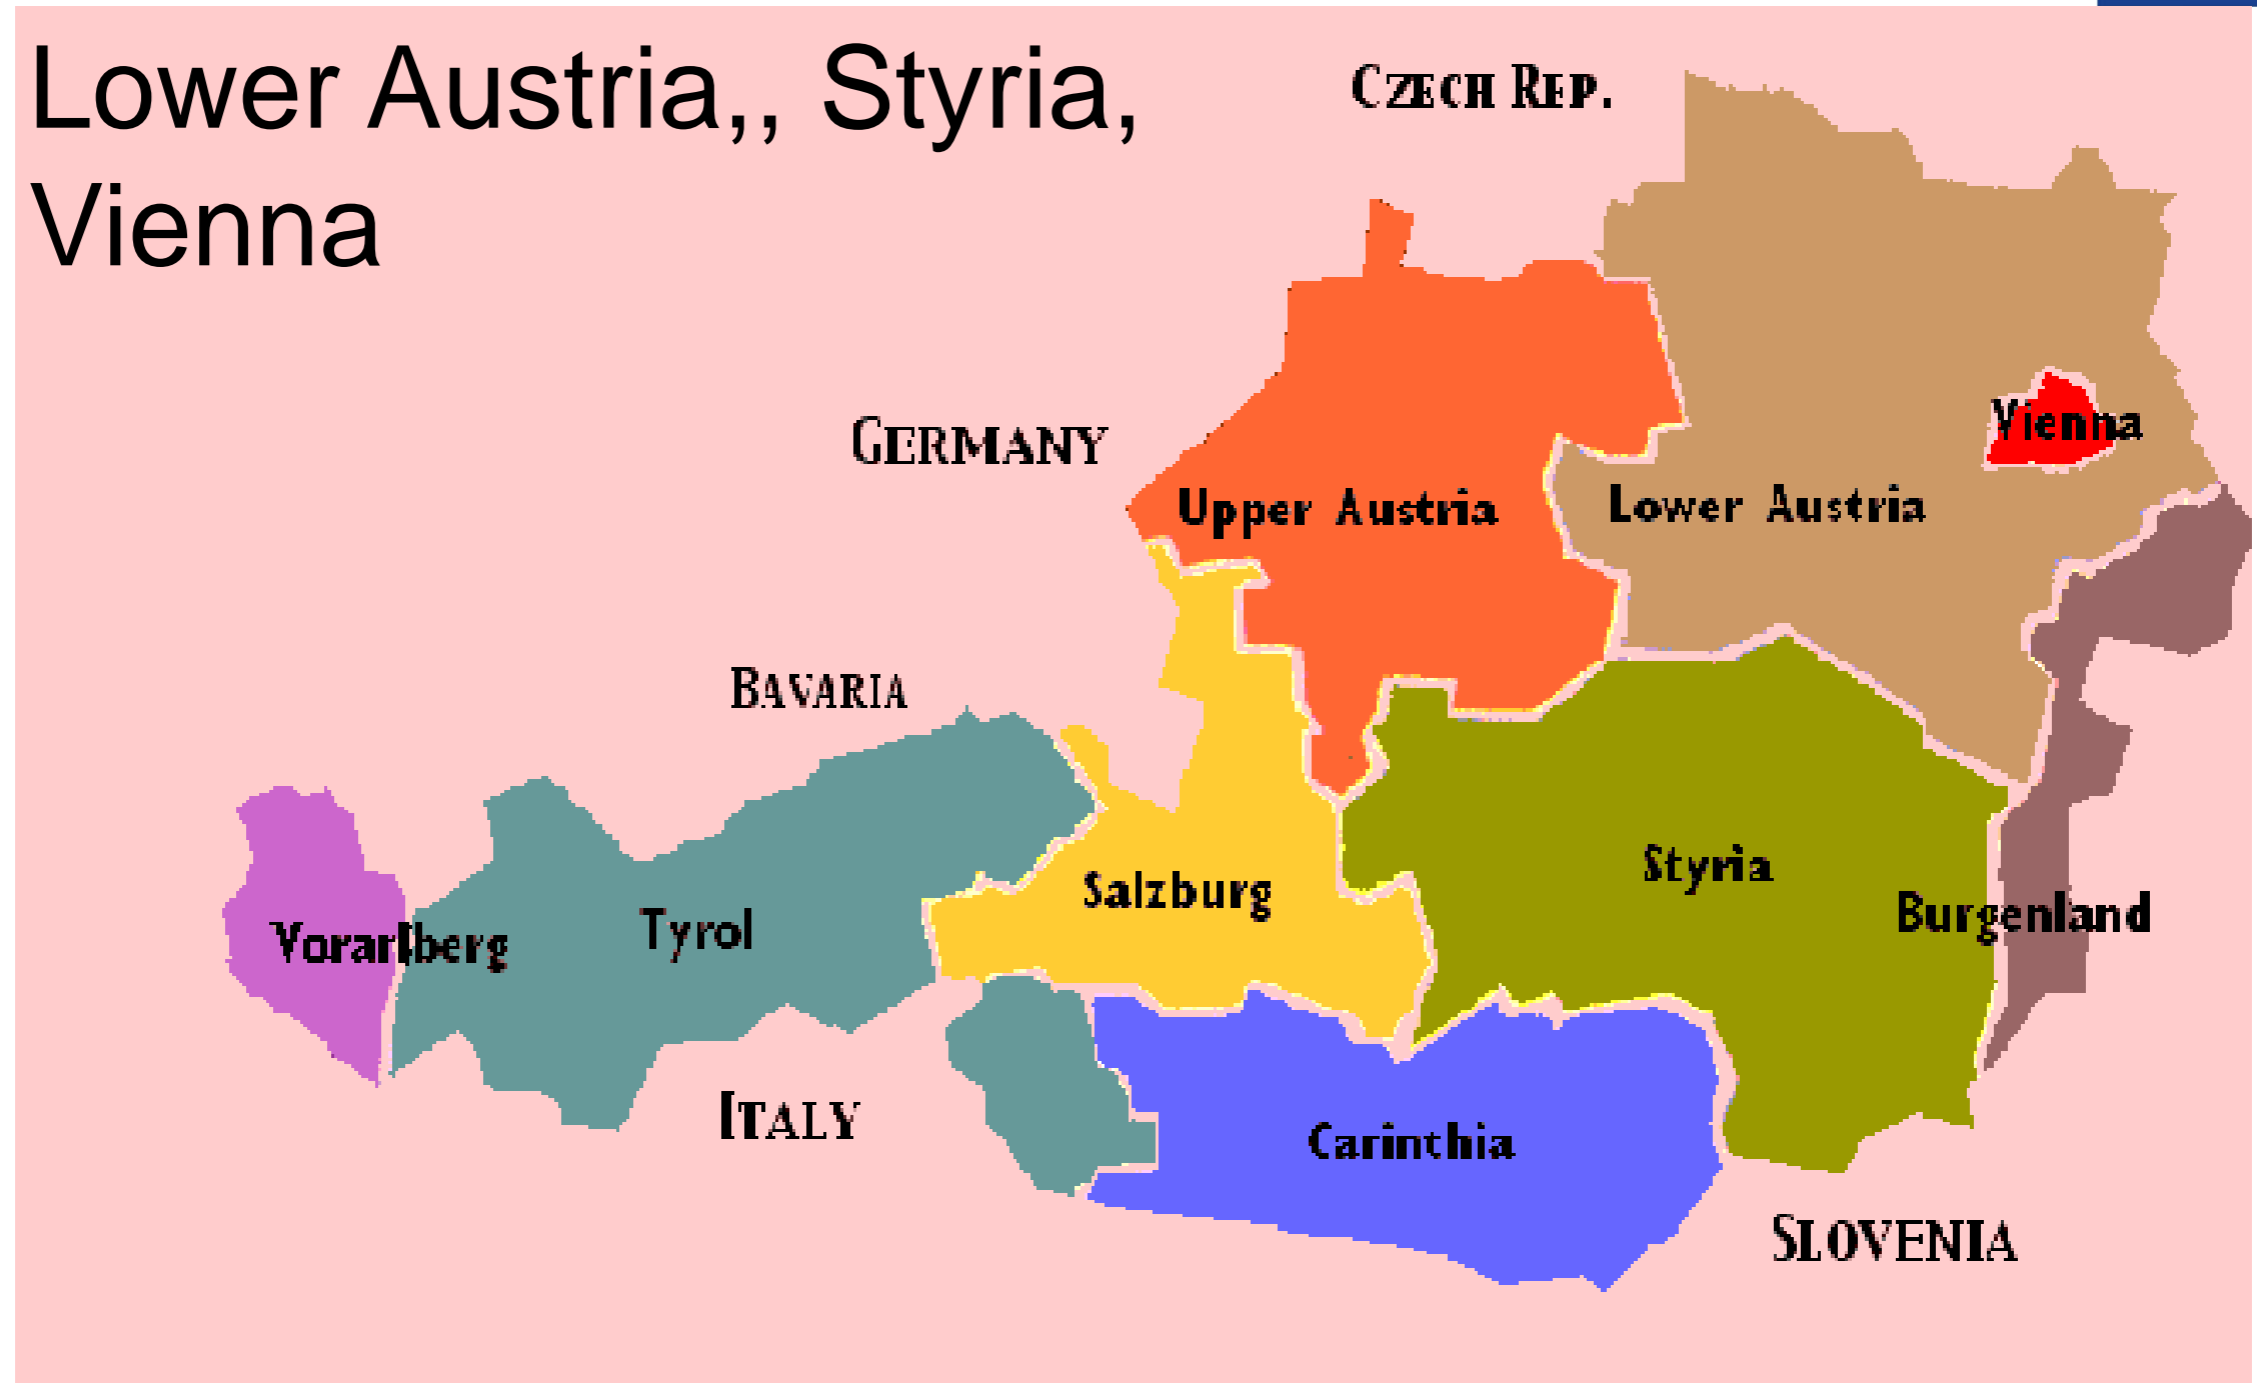 Lower Austria,, Styria,
Vienna
CZECH REP.
GERMANY
Vienna
Upper Austria
Lower Austria
BAVARIA
Styria
Salzburg
Burgenland
Tyrol
Vorarlberg
ITALY
Carinthia
SLOVENIA